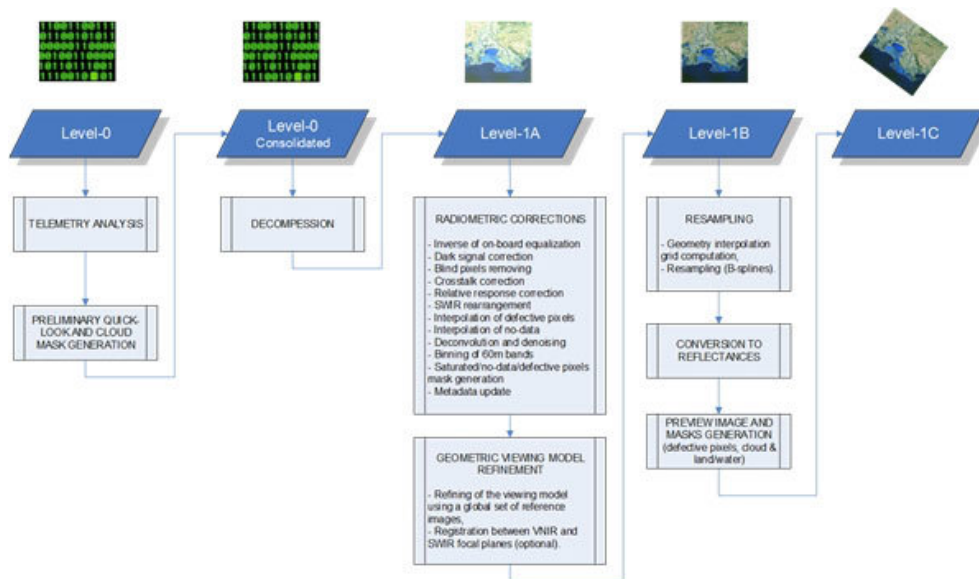 Level-0
Level-0
Consolidated
Level-1A
Level-1B
Level-1C
TELEMETRY ANALYSIS
PRELIMINARY QUICK-
LOOK AND CLOUD
MASK GENERATION
DECOMPESSION
RADIOMETRIC CORRECTIONS
- Inverse of on-board equalization
- Dark signal correction
- Blind pixels removing
- Crosstalk correction
- Relative response correction
- SWIR rearrangement
- Interpolation of defective pixels
- Interpolation of no-data
- Deconvolution and denoising
- Binning of 60m bands
- Saturated/no-data/defective pixels
mask generation
- Metadata update
GEOMETRIC VIEWING MODEL
REFINEMENT
- Refining of the viewing model
using a global set of reference
images,
- Registration between VNIR and
SWIR focal planes (optional).
RESAMPLING
- Geometry interpolation
grid computation,
- Resampling (B-splines).
CONVERSION TO
REFLECTANCES
PREVIEW IMAGE AND
MASKS GENERATION
(defective pixels, cloud &
land/water)